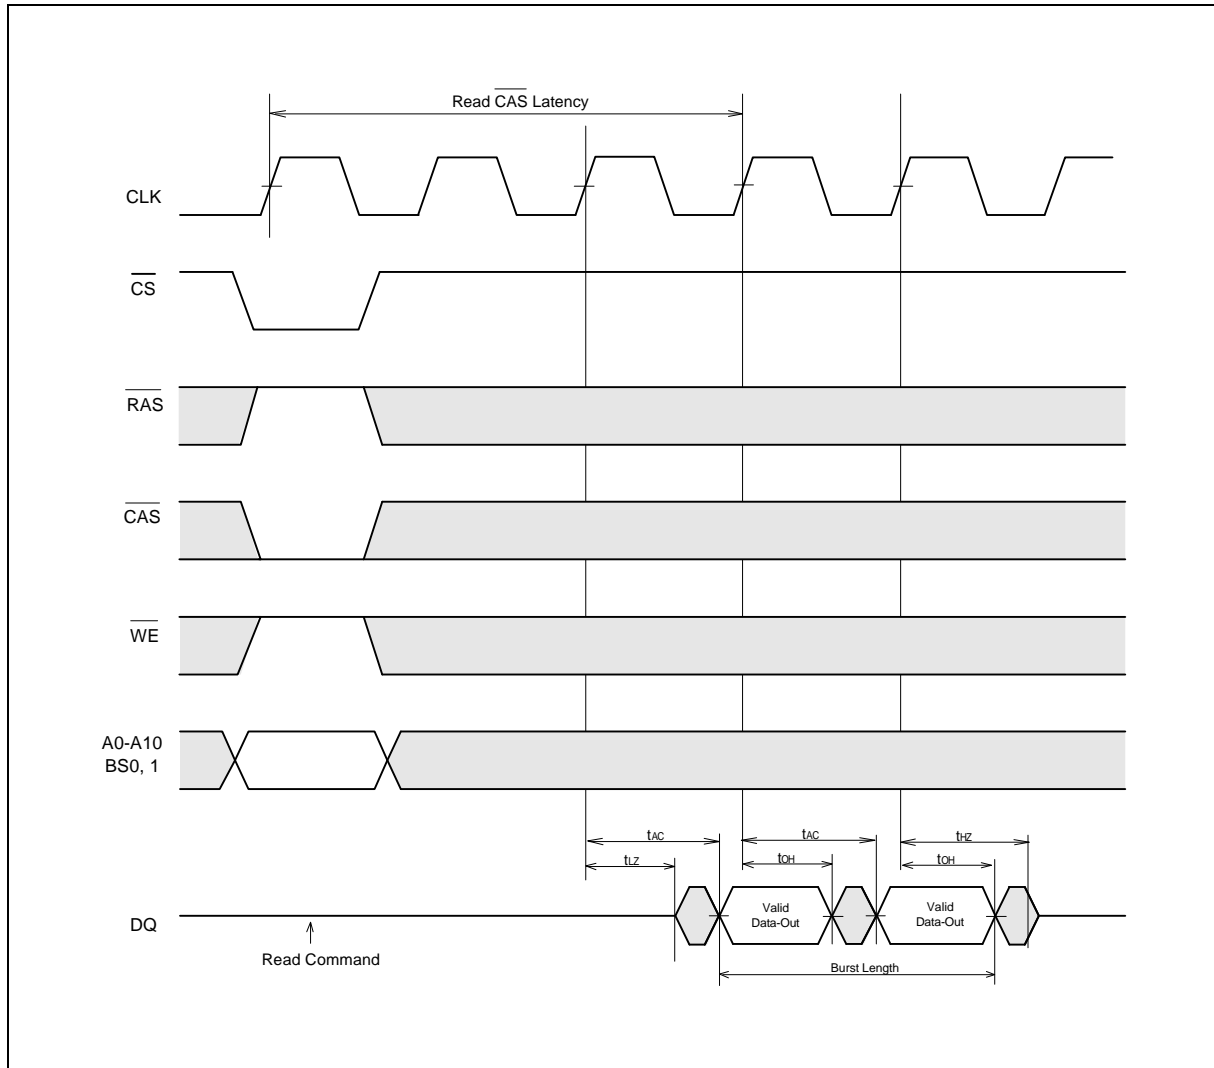 Read CAS Latency
CLK
CS
RAS
CAS
WE
A0-A10
BS0, 1
tAC
tAC
tHZ
tLZ
tOH
tOH
DQ
Valid
Data-Out
Valid
Data-Out
Read Command
Burst Length